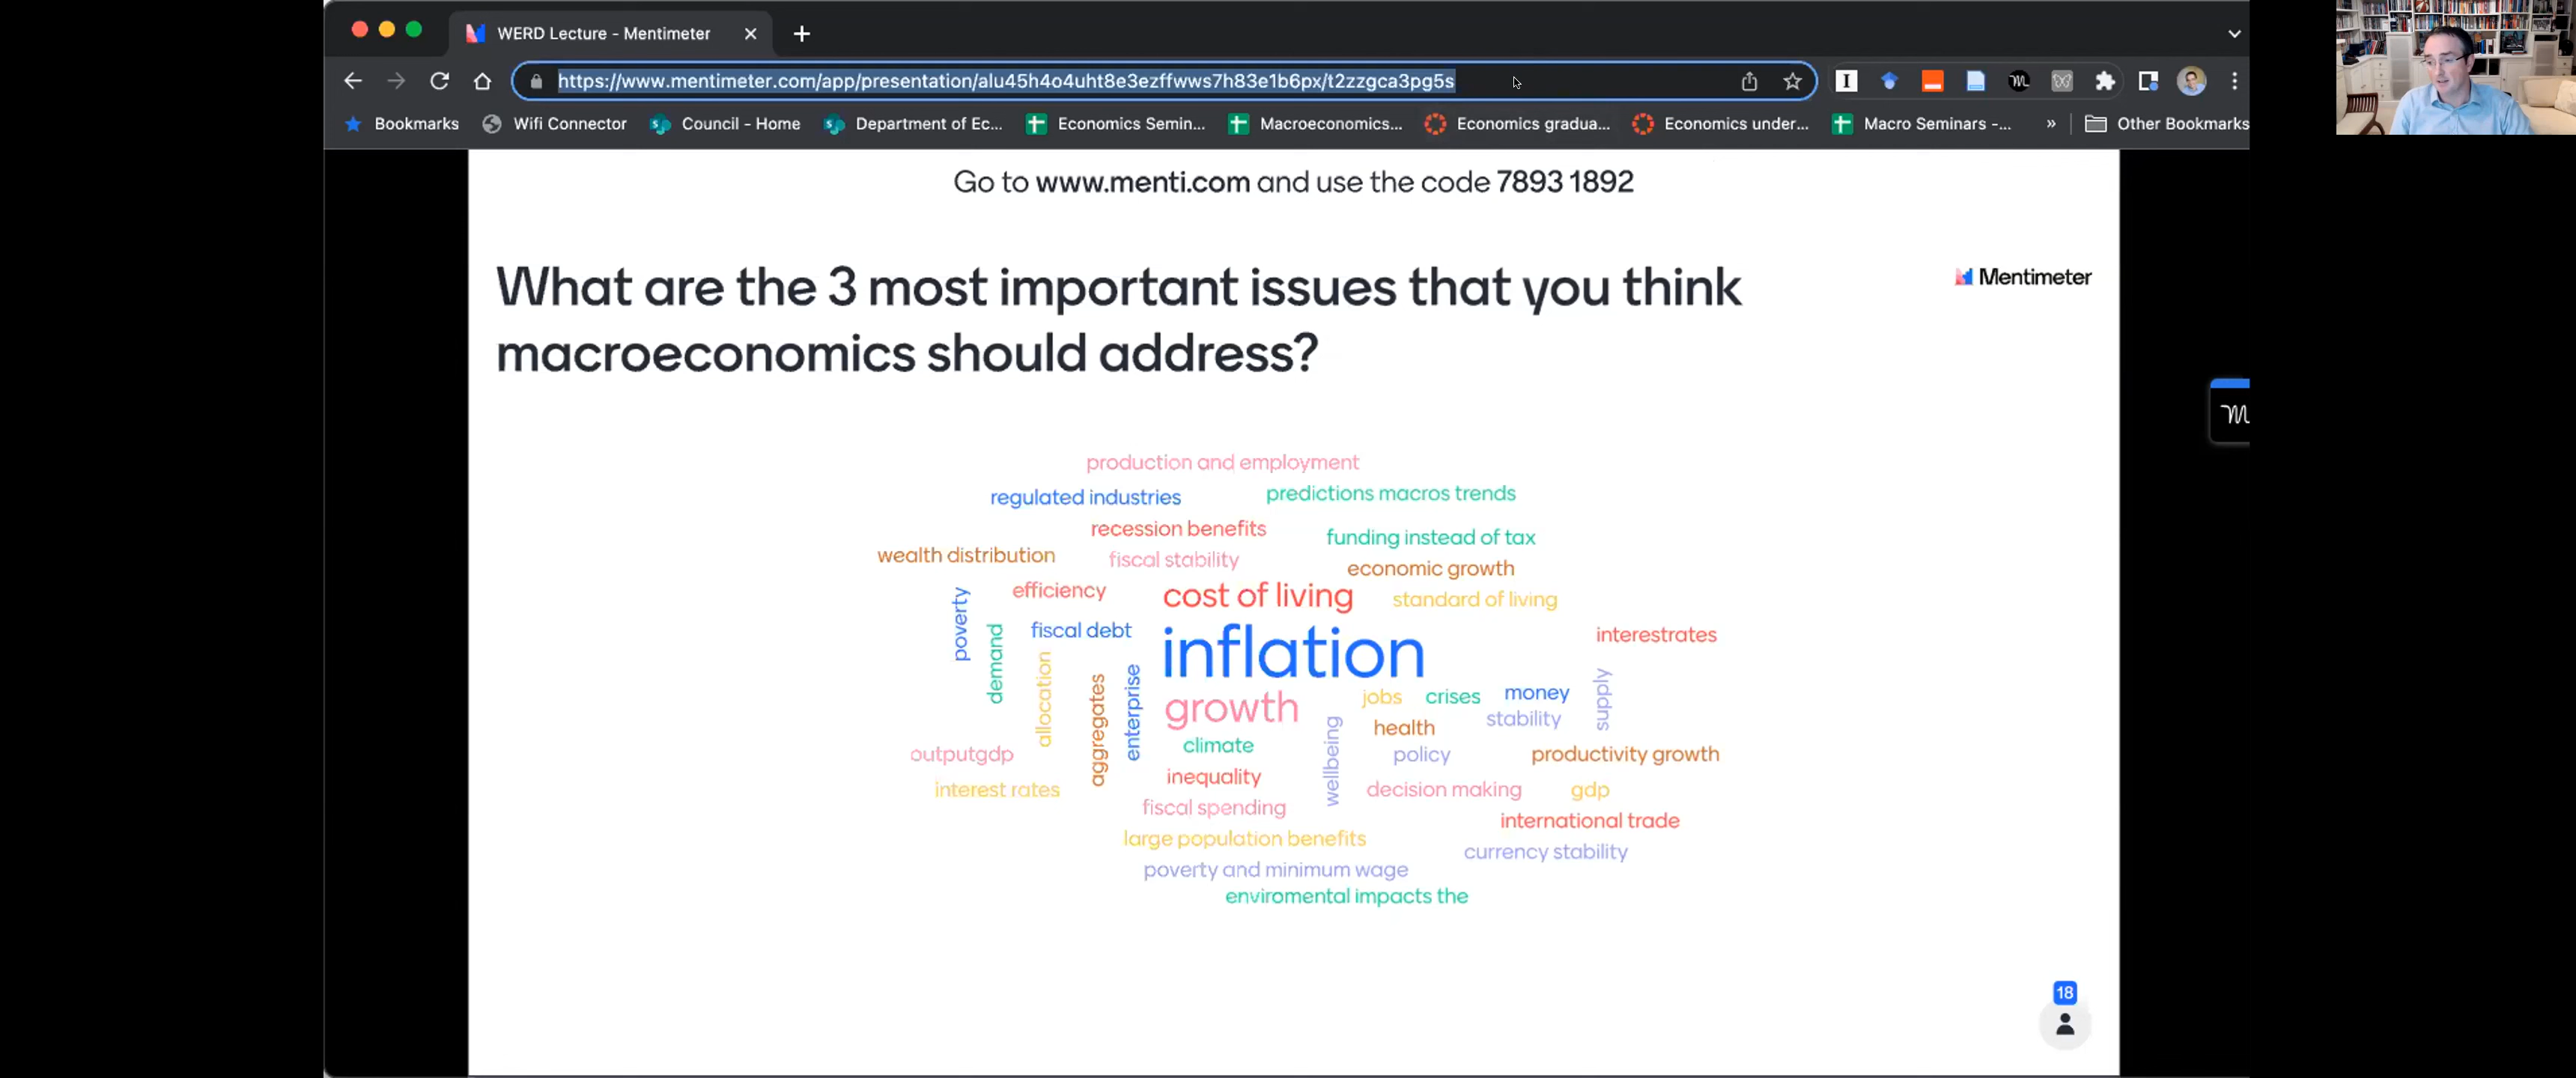 WERD Lecture - Mentimeter
https://www.mentimeter.com/app/presentation/alu45h4o4uht8e3ezffwws7h83e1b6px/t2zzgca3pg5s
Bookmarks Wifi Connector Council - Home Department of Ec... Economics Semin... Macroeconomics... Economics gradua... Economics under... Macro Seminars -... » Other Bookmarks
Go to www.menti.com and use the code 7893 1892
What are the 3 most important issues that you think
macroeconomics should address?
Mentimeter
production and employment
regulated industries
predictions macros trends
recession benefits
funding instead of tax
wealth distribution
fiscal stability
economic growth
poverty
efficiency
cost of living
standard of living
demand
fiscal debt
inflation
interestrates
allocation
aggregates
enterprise
growth
jobs
crises
money
supply
stability
health
wellbeing
climate
policy
outputgdp
productivity growth
inequality
interest rates
decision making
gdp
fiscal spending
international trade
large population benefits
currency stability
poverty and minimum wage
enviromental impacts the
18